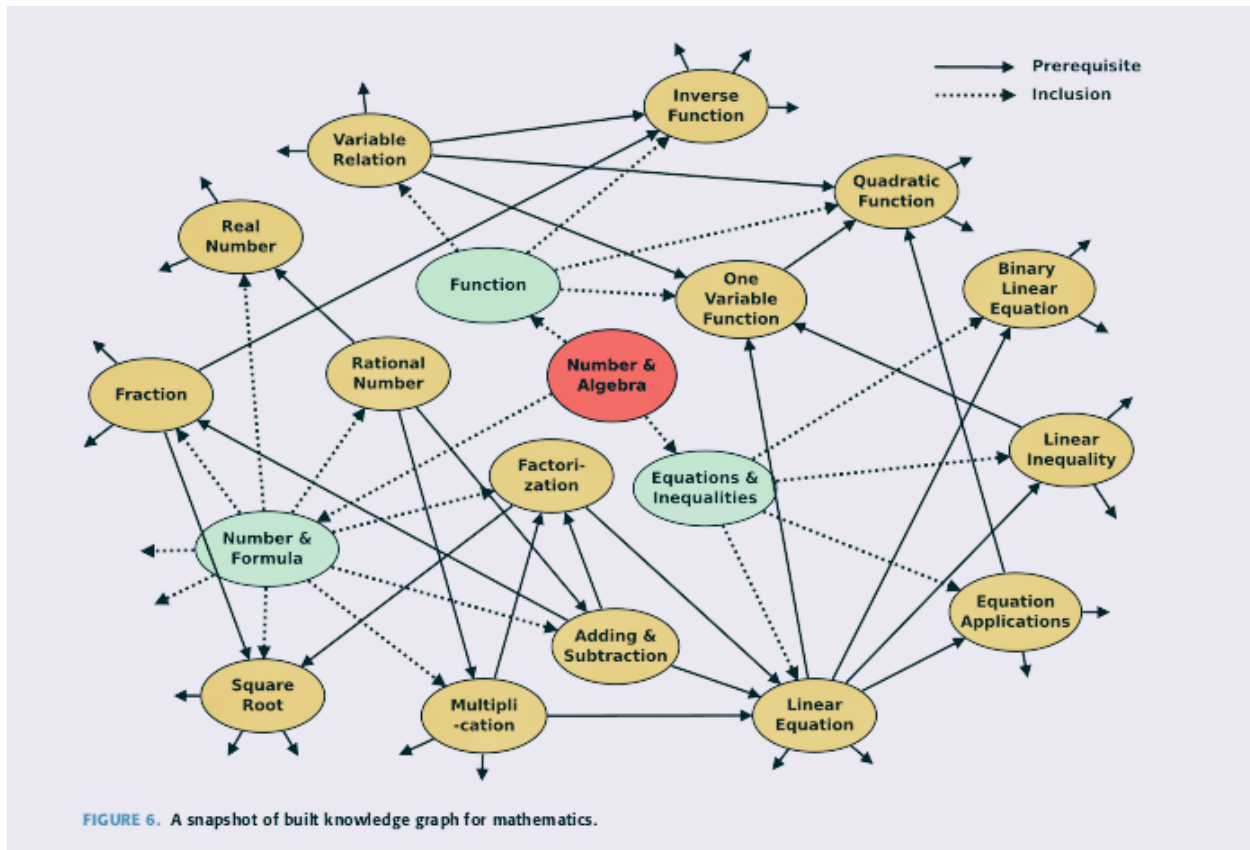 Prerequisite
Inclusion
Inverse
Function
Variable
Relation
Quadratic
Function
Real
Number
Function
One
Variable
Function
Binary
Linear
Equation
Number &
Algebra
Rational
Number
Fraction
Linear
Inequality
Factori-
zation
Equations &
Inequalities
Number &
Formula
Equation
Applications
Adding &
Subtraction
Square
Root
Multipli
-cation
Linear
Equation
FIGURE 6. A snapshot of built knowledge graph for mathematics.